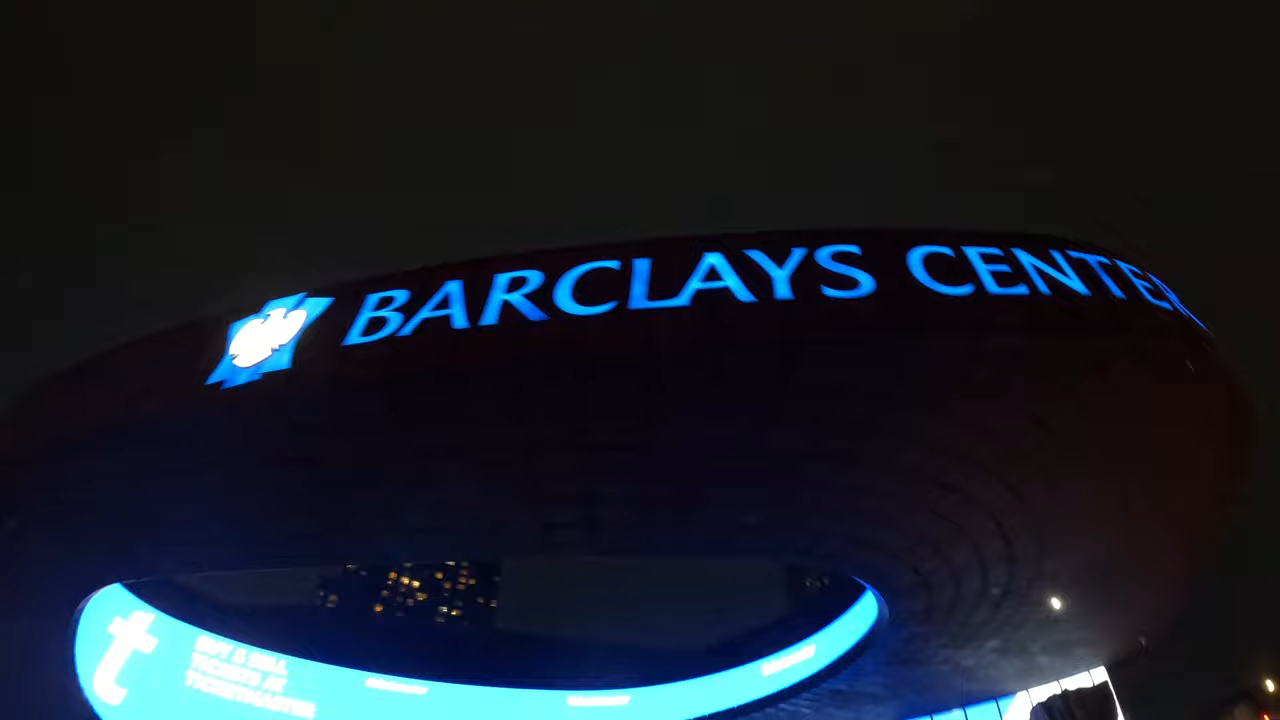 BARCLAYS CENTER
t
BUY & SELL
TICKETS AT
TICKETMASTER